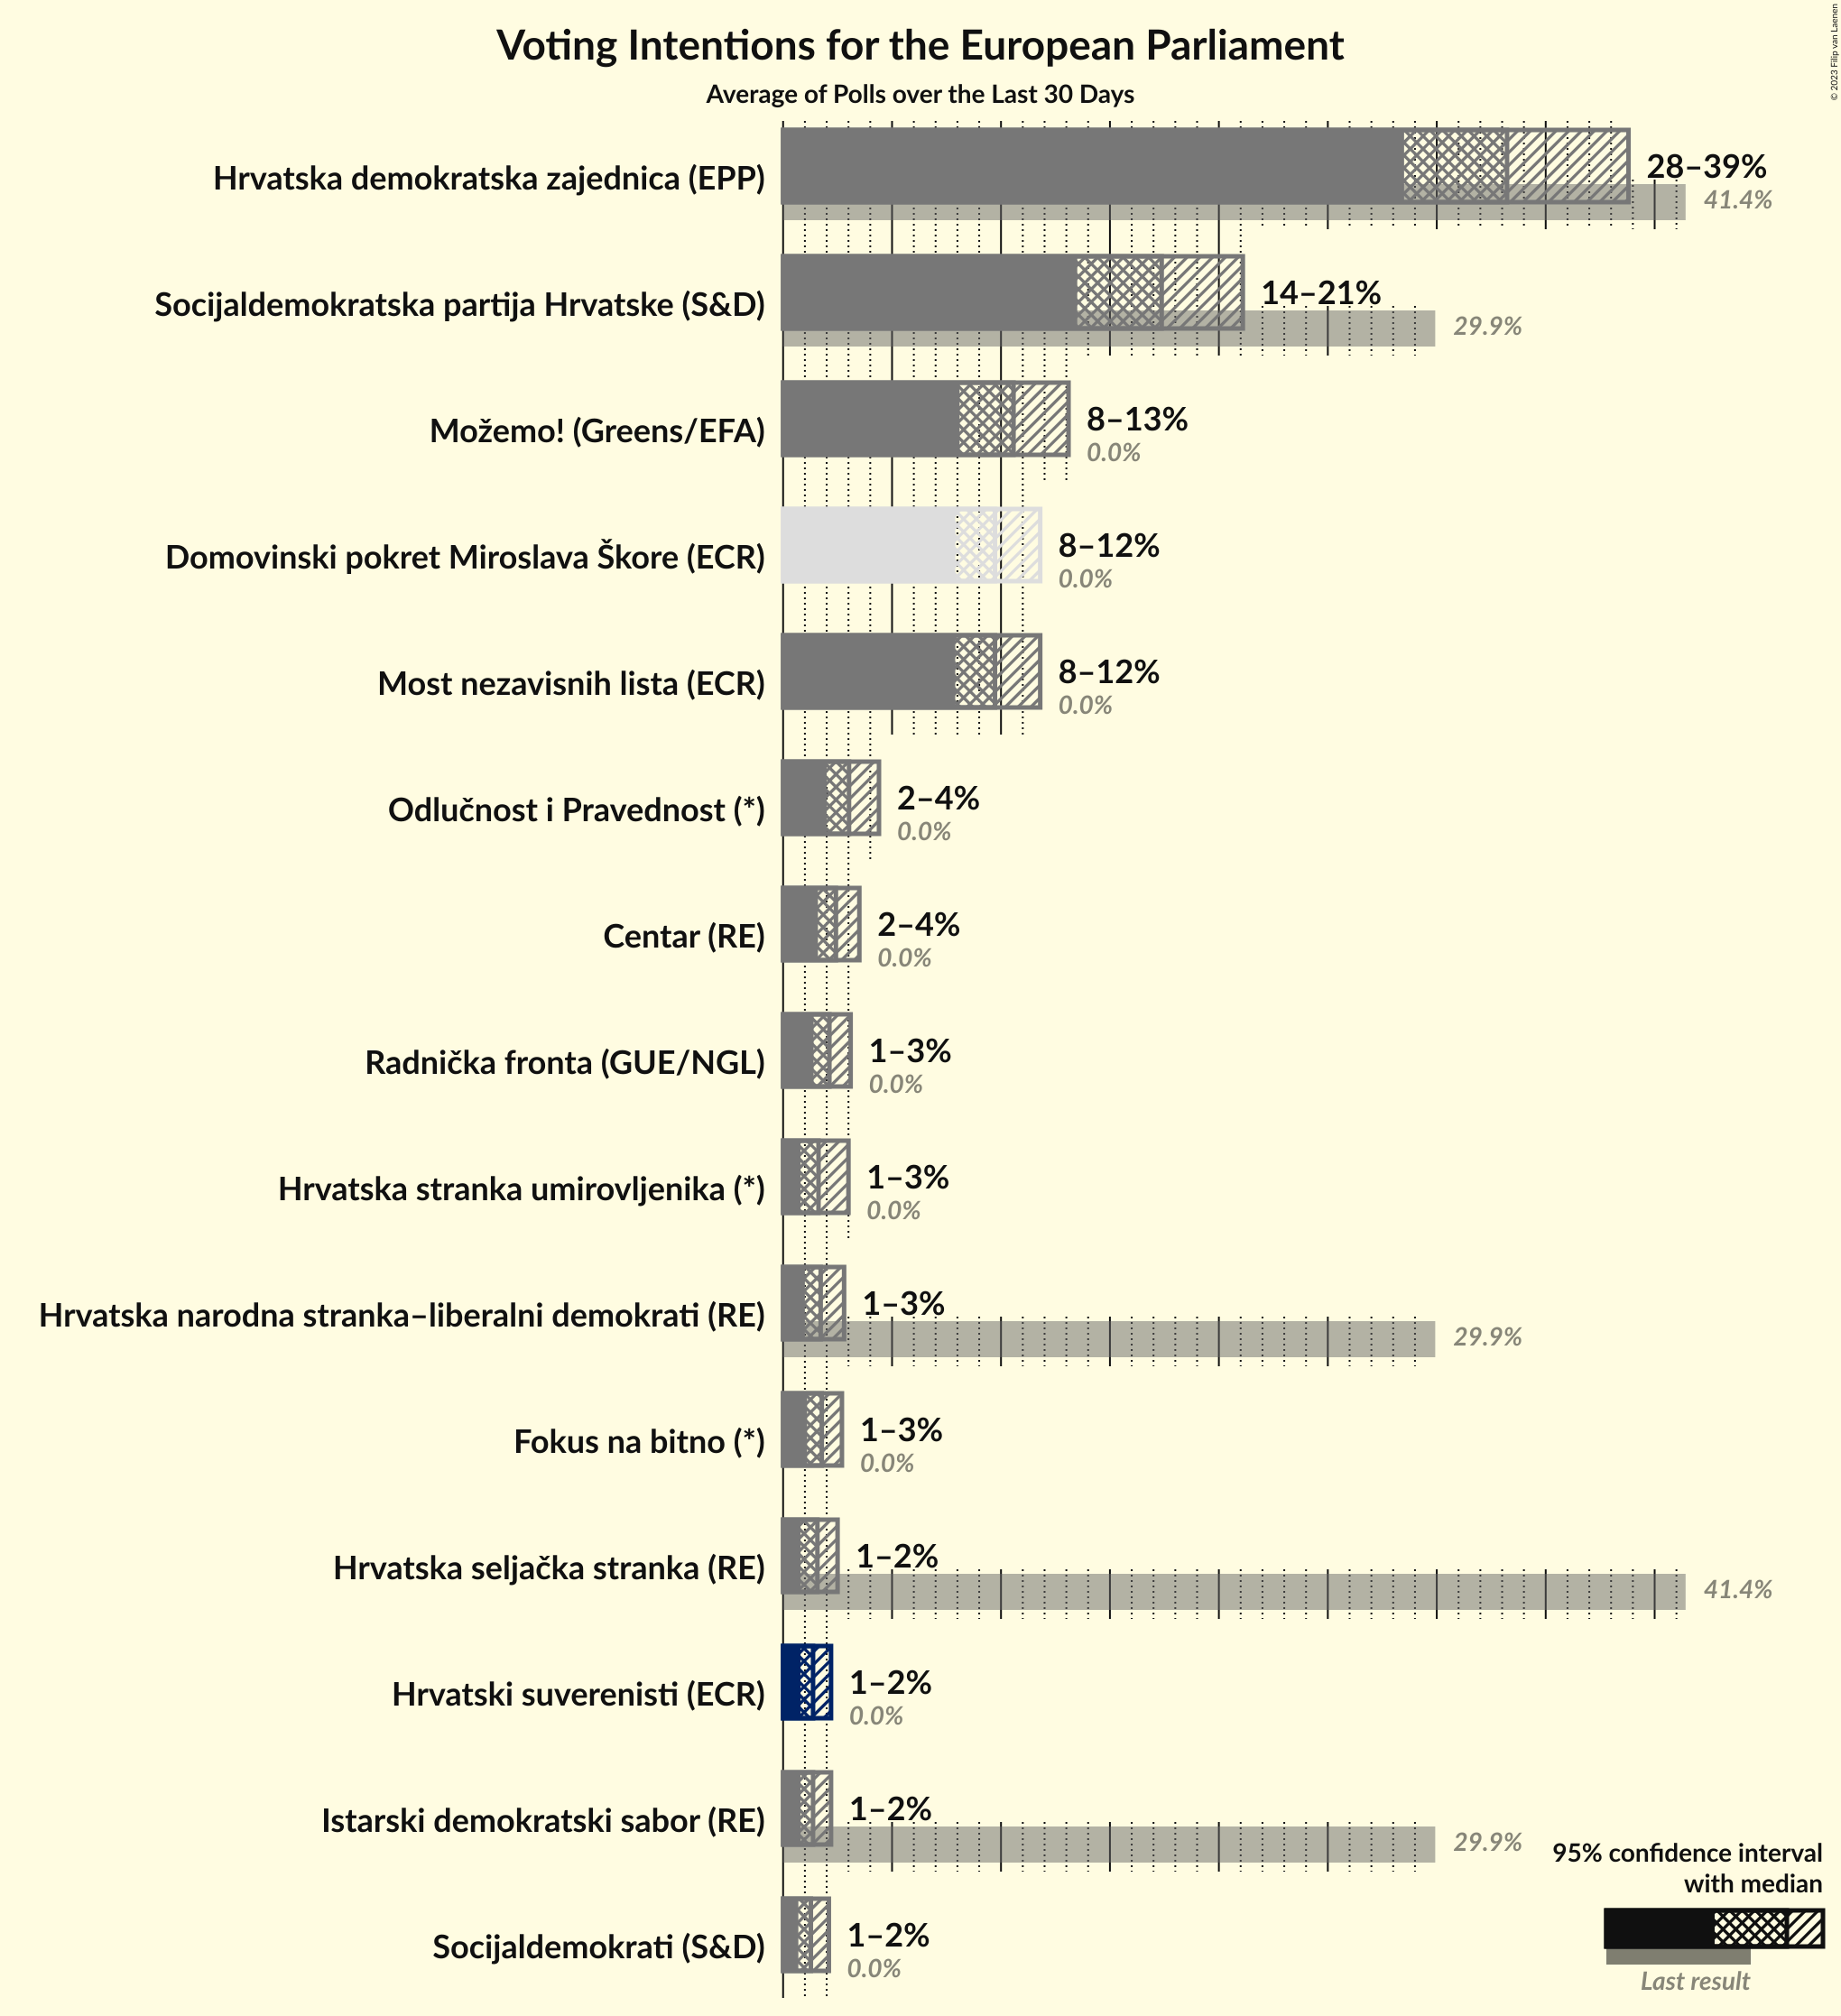 Voting Intentions for the European Parliament
Average of Polls over the Last 30 Days
© 2023 Filip van Laenen
Hrvatska demokratska zajednica (EPP)
28–39%
41.4%
Socijaldemokratska partija Hrvatske (S&D)
14–21%
29.9%
Možemo! (Greens/EFA)
8–13%
0.0%
Domovinski pokret Miroslava Škore (ECR)
8–12%
0.0%
Most nezavisnih lista (ECR)
8–12%
0.0%
Odlučnost i Pravednost (*)
2–4%
0.0%
Centar (RE)
2–4%
0.0%
Radnička fronta (GUE/NGL)
1–3%
0.0%
Hrvatska stranka umirovljenika (*)
1–3%
0.0%
Hrvatska narodna stranka–liberalni demokrati (RE)
1–3%
29.9%
Fokus na bitno (*)
1–3%
0.0%
Hrvatska seljačka stranka (RE)
1–2%
41.4%
Hrvatski suverenisti (ECR)
1–2%
0.0%
Istarski demokratski sabor (RE)
1–2%
29.9%
Socijaldemokrati (S&D)
1–2%
0.0%
95% confidence interval
with median
Last result